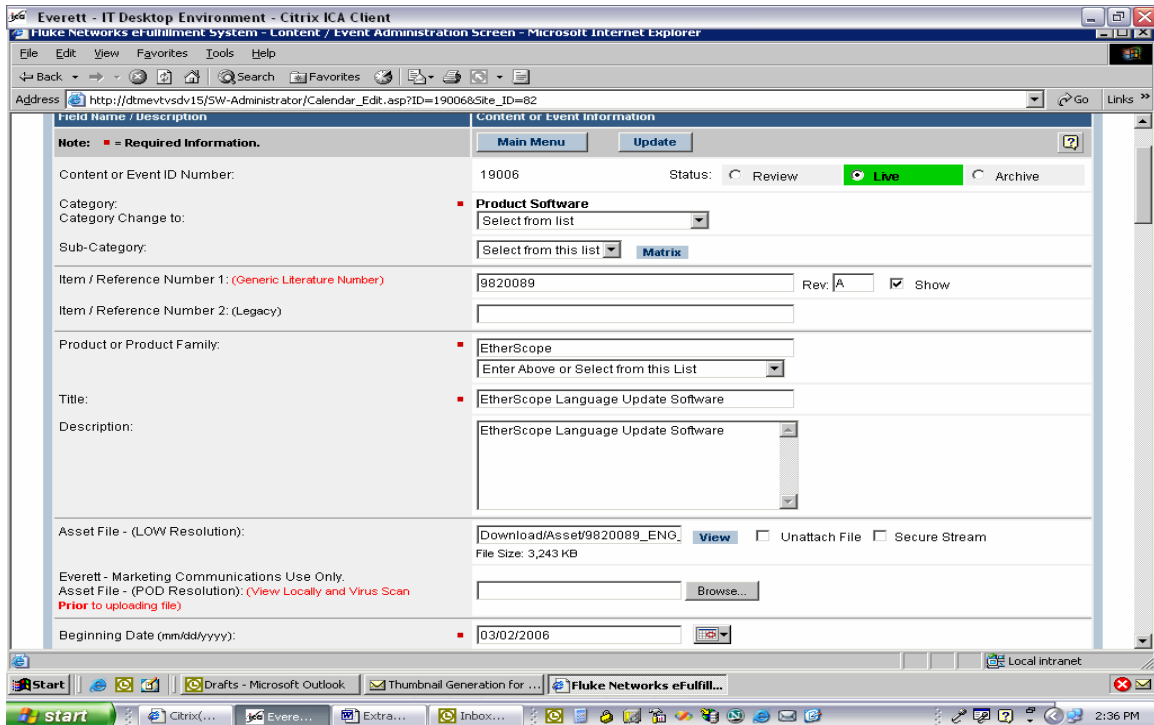 Everett - IT Desktop Environment - Citrix ICA Client
Fluke Networks eFulfillment System - Content / Event Administration Screen - Microsoft Internet Explorer
File Edit View Favorites Tools Help
Back Search Favorites
Address http://dtmevtvsdv15/SW-Administrator/Calendar_Edit.asp?ID=19006&Site_ID=82 Go Links »
Field Name / Description Content or Event Information
Note: = Required Information. Main Menu Update
Content or Event ID Number: 19006 Status: Review Live Archive
Category: Product Software
Category Change to: Select from list
Sub-Category: Select from this list Matrix
Item / Reference Number 1: (Generic Literature Number) 9820089 Rev: A Show
Item / Reference Number 2: (Legacy)
Product or Product Family: EtherScope
Enter Above or Select from this List
Title: EtherScope Language Update Software
Description: EtherScope Language Update Software
Asset File - (LOW Resolution): Download/Asset/9820089_ENG_ View Unattach File Secure Stream
File Size: 3,243 KB
Everett - Marketing Communications Use Only.
Asset File - (POD Resolution): (View Locally and Virus Scan Browse...
Prior to uploading file)
Beginning Date (mm/dd/yyyy): 03/02/2006
Local intranet
Start Drafts - Microsoft Outlook Thumbnail Generation for ... Fluke Networks eFulfill...
start Citrix(... Evere... Extra... Inbox... 2:36 PM